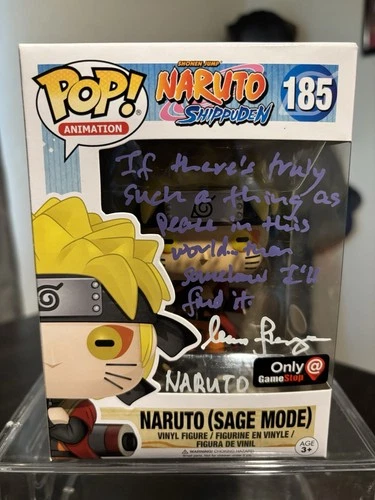 SHONEN JUMP
POP!
ANIMATION
NARUTO
SHIPPUDEN
185
If there's truly
such a thing as
Peace in this
world... then
somehow I'll
find it
NARUTO
Only @
GameStop
NARUTO (SAGE MODE)
VINYL FIGURE / FIGURINE EN VINYLE /
FIGURA DE VINIL
AGE
3+